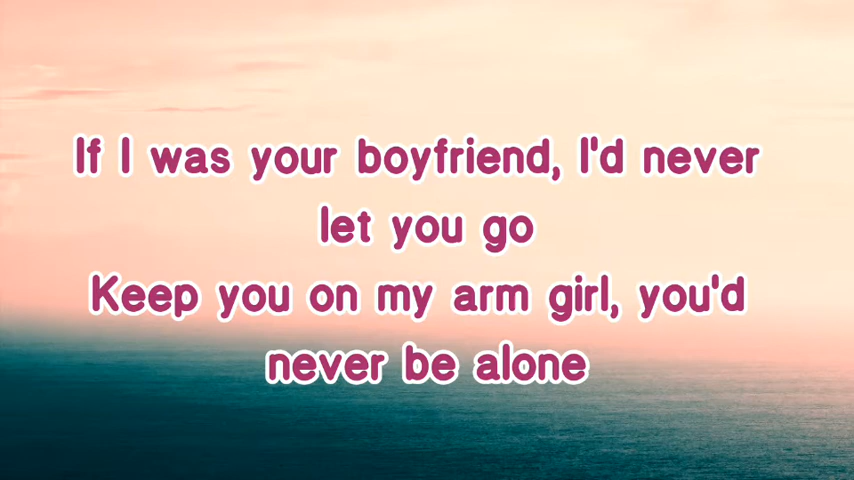 If I was your boyfriend, I'd never
let you go
Keep you on my arm girl, you'd
never be alone